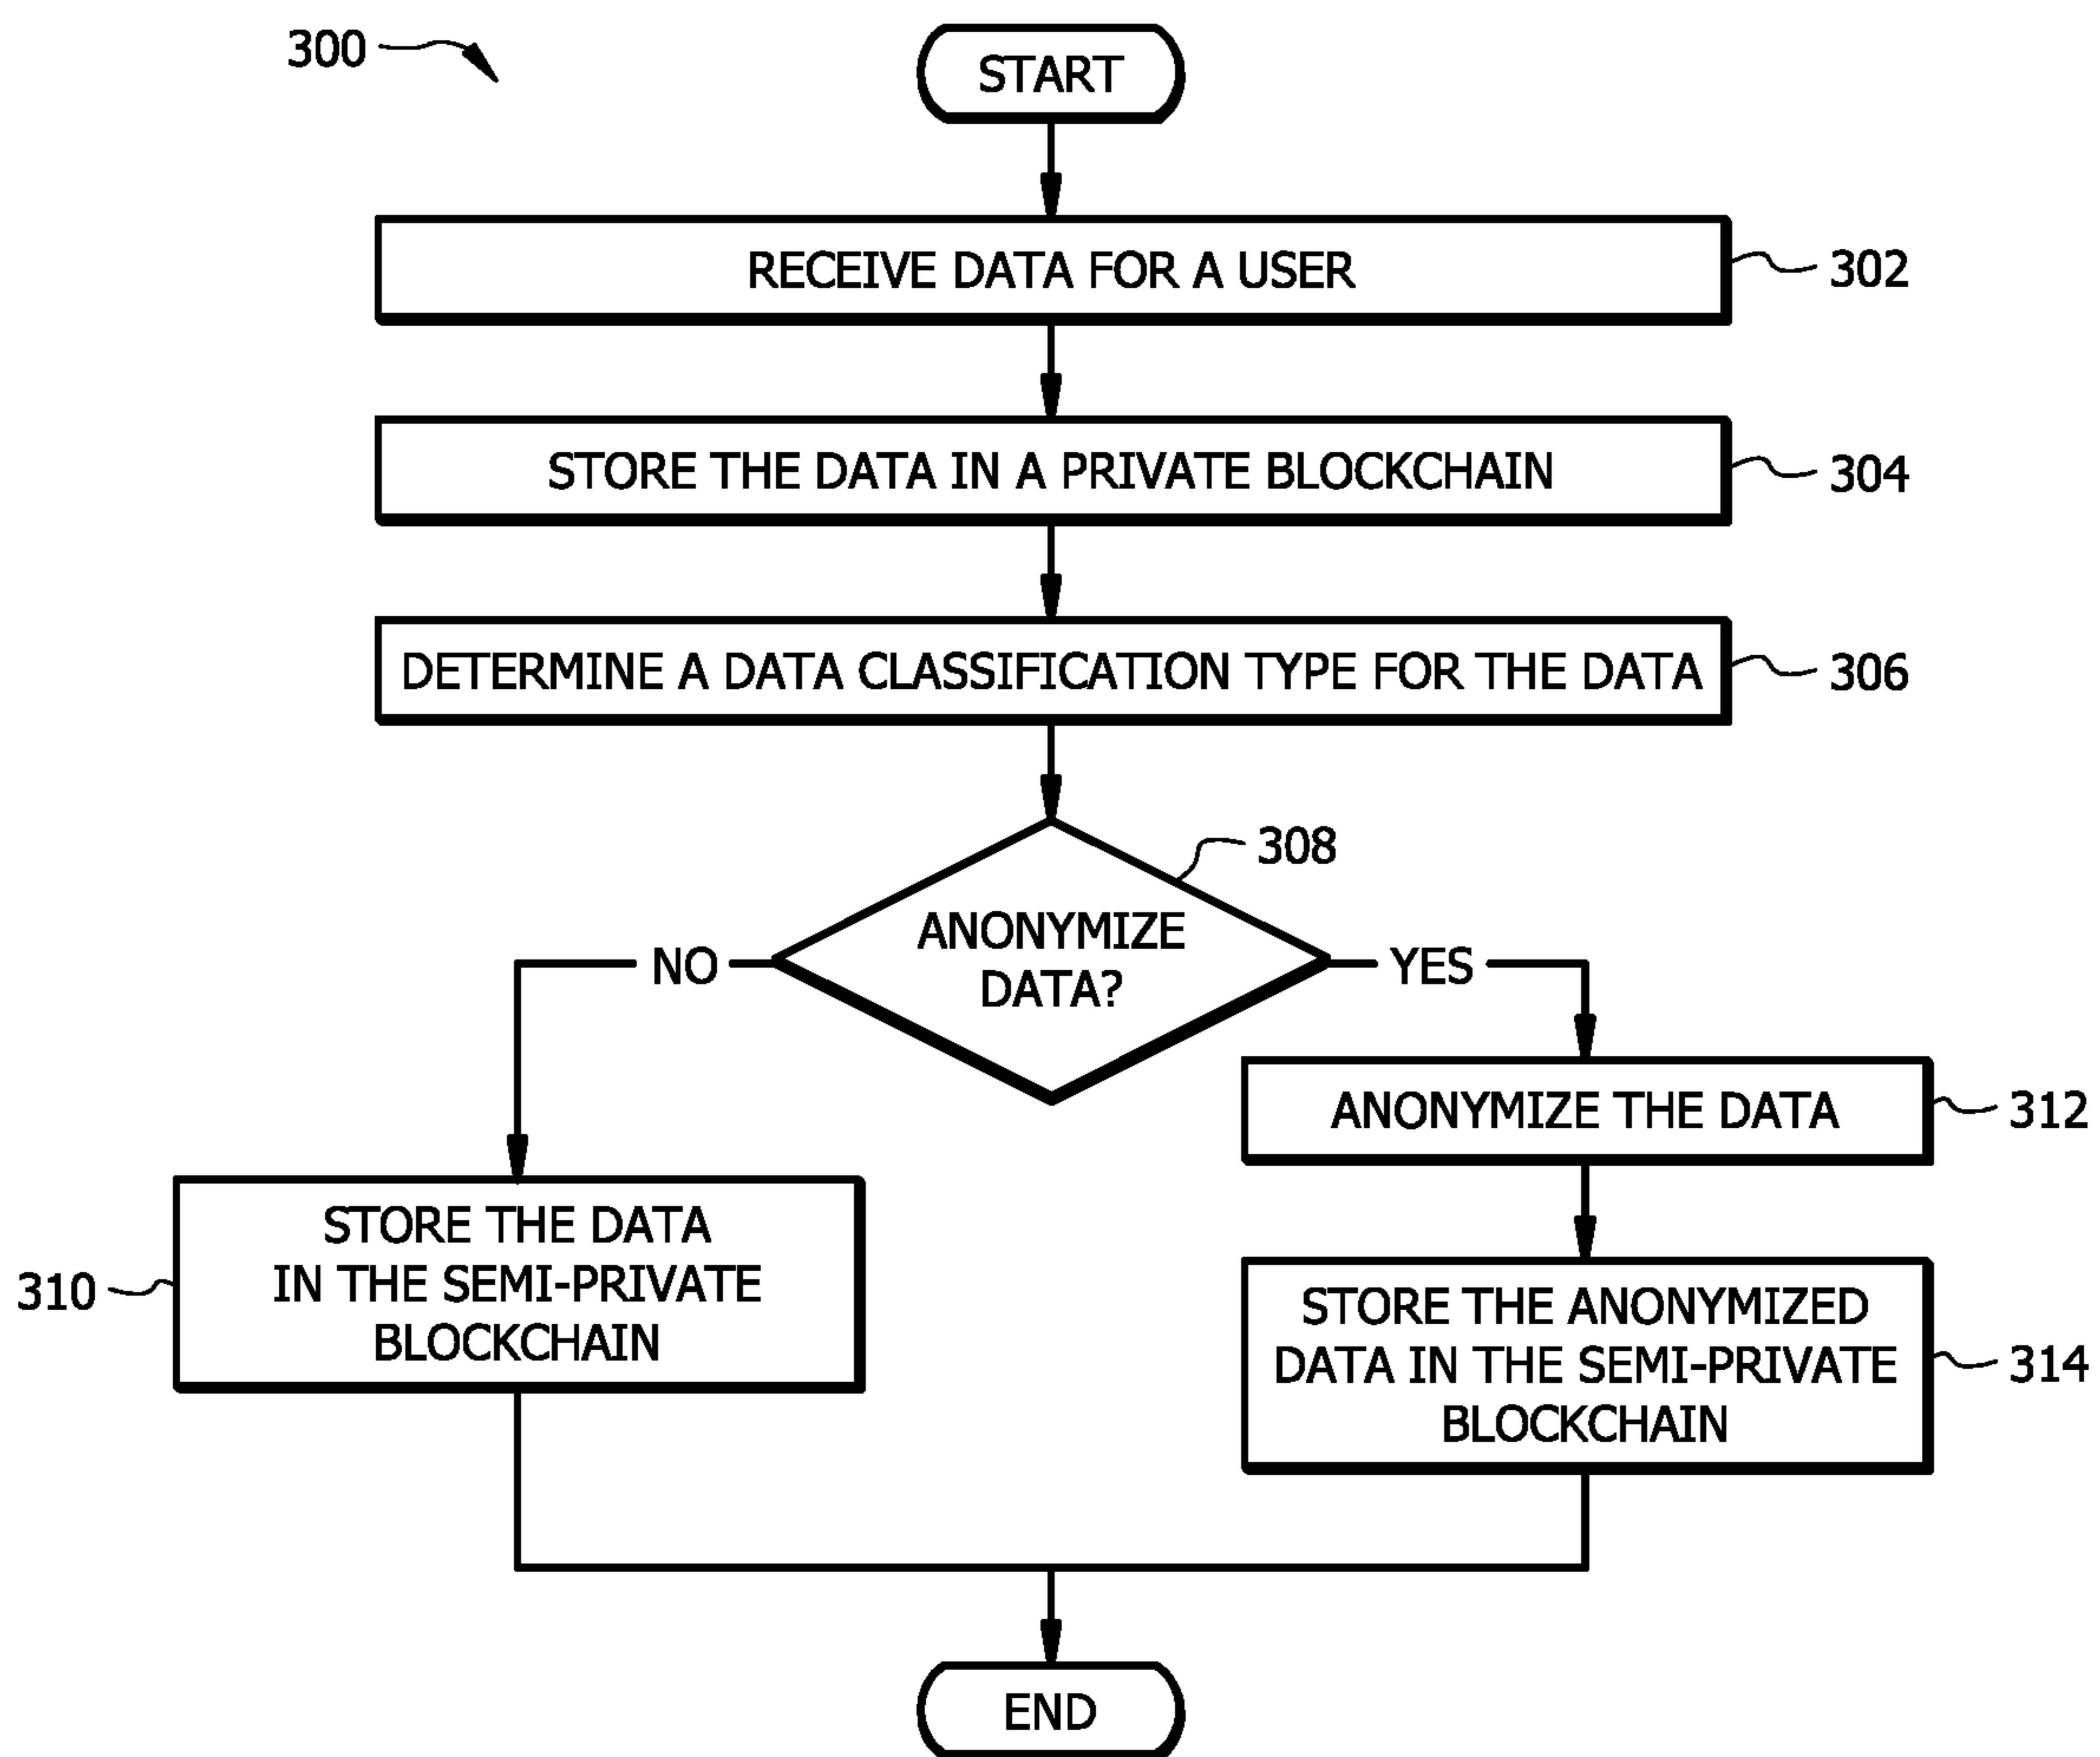 300
START
RECEIVE DATA FOR A USER
302
STORE THE DATA IN A PRIVATE BLOCKCHAIN
304
DETERMINE A DATA CLASSIFICATION TYPE FOR THE DATA
306
308
ANONYMIZE
DATA?
NO
YES
ANONYMIZE THE DATA
312
STORE THE DATA
IN THE SEMI-PRIVATE
BLOCKCHAIN
310
STORE THE ANONYMIZED
DATA IN THE SEMI-PRIVATE
BLOCKCHAIN
314
END